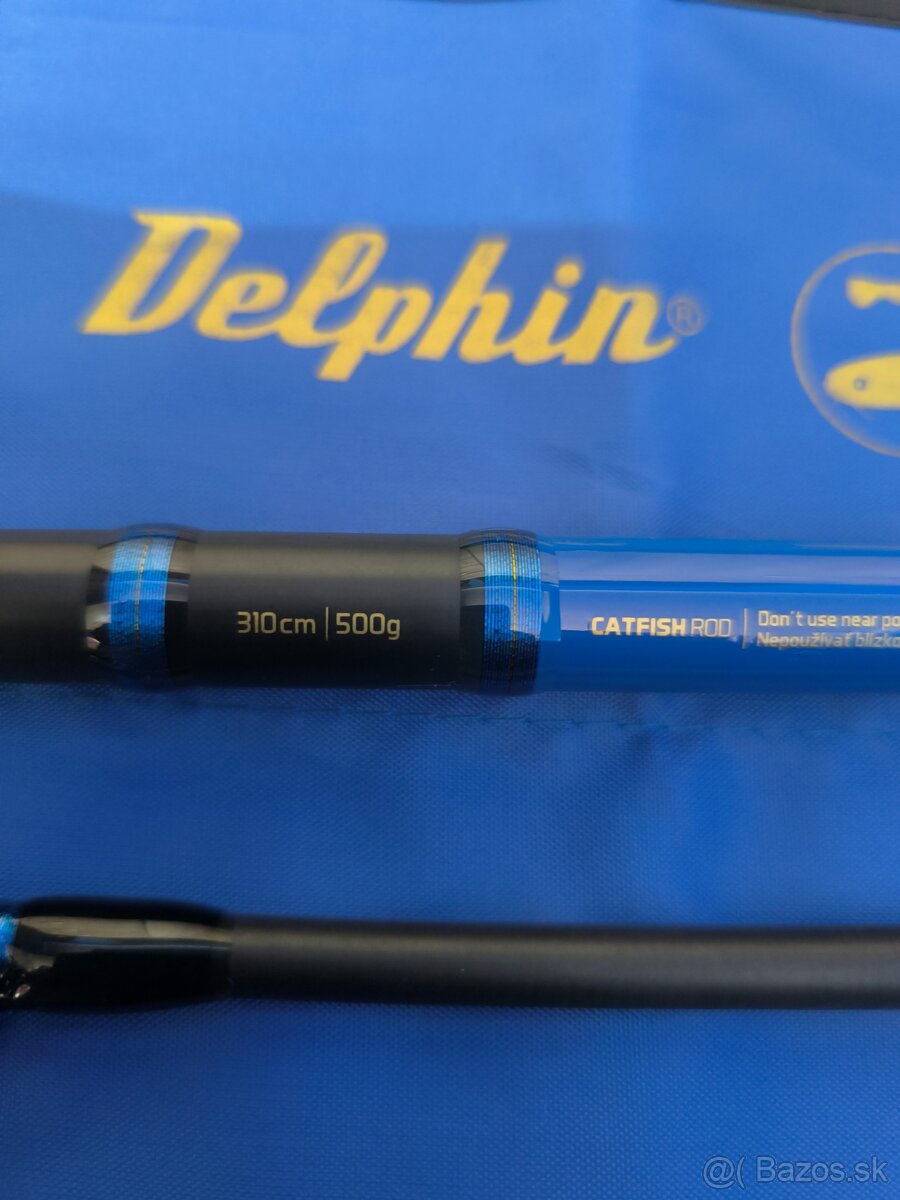 Delphin®
310cm | 500g
CATFISH ROD | Don´t use near
Nepoužívať blízko
@( Bazos.sk